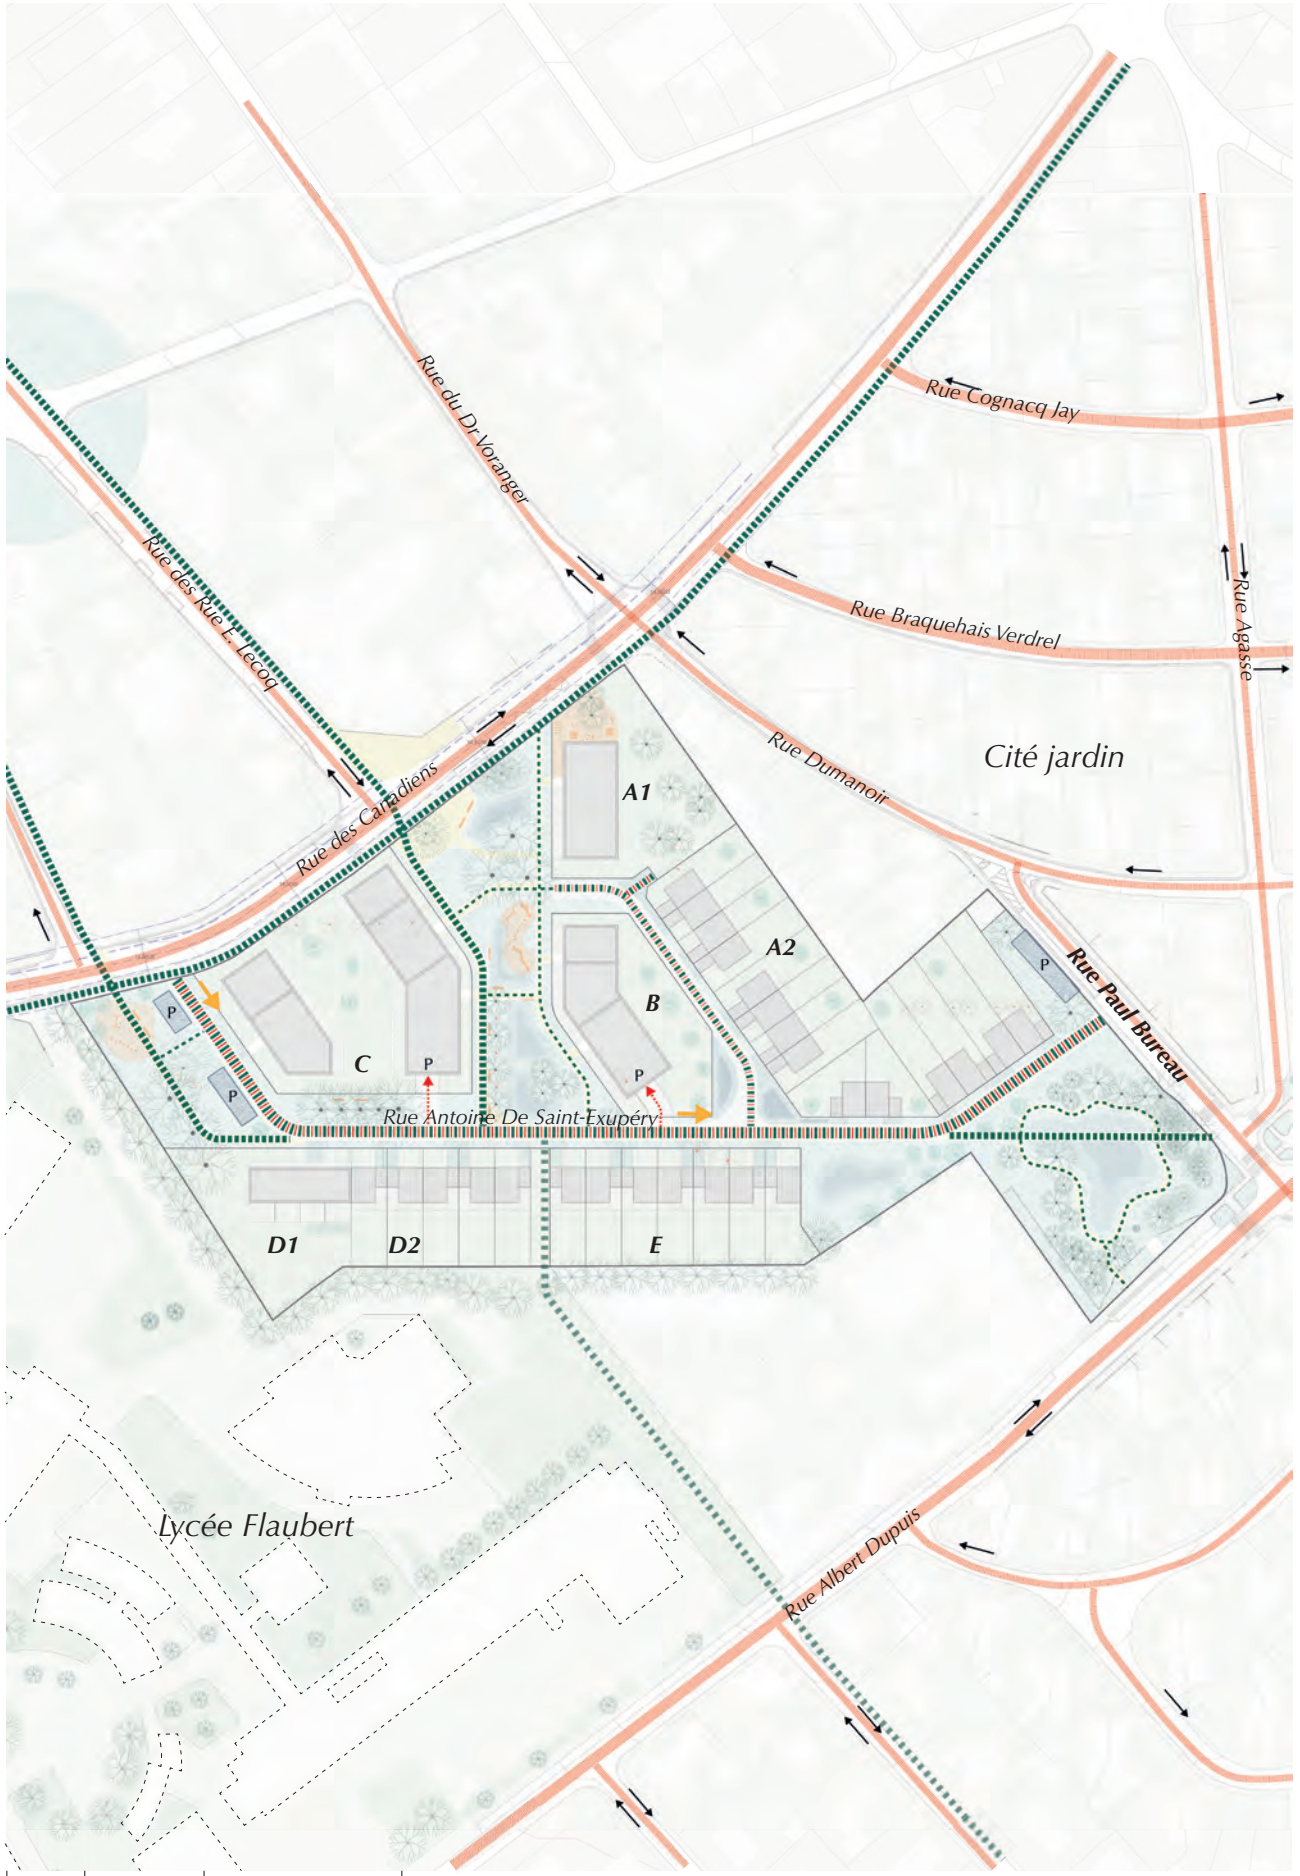 Rue du Dr Voranger
Rue Cognacq Jay
Rue des Rue E. Lecoq
Rue Braquehais Verdrel
Rue Agasse
Rue Dumanoir
Cité jardin
Rue des Canadiens
A1
A2
B
C
P
P
P
P
P
Rue Paul Bureau
Rue Antoine De Saint-Exupéry
D1
D2
E
Lycée Flaubert
Rue Albert Dupuis